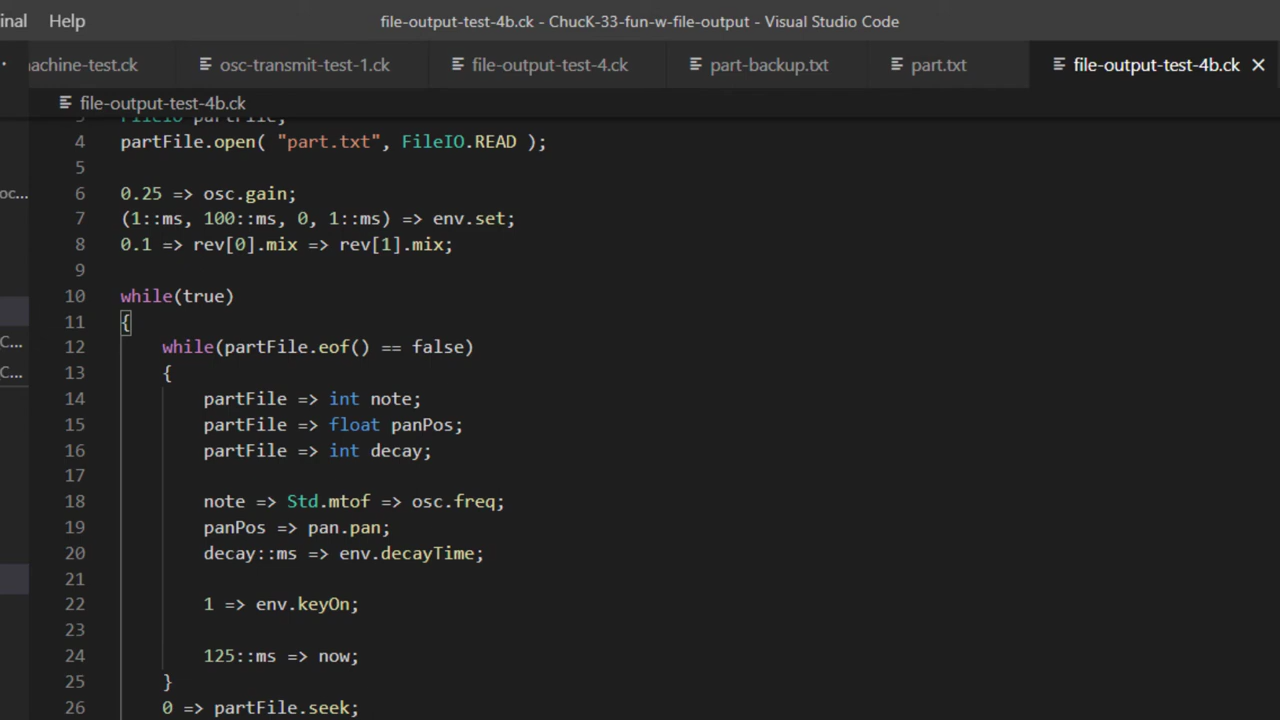 inal Help file-output-test-4b.ck - ChucK-33-fun-w-file-output - Visual Studio Code
achine-test.ck osc-transmit-test-1.ck file-output-test-4.ck part-backup.txt part.txt file-output-test-4b.ck ×
file-output-test-4b.ck
3 FileIO partFile;
4 partFile.open( "part.txt", FileIO.READ );
5
oc...
6 0.25 => osc.gain;
7 (1::ms, 100::ms, 0, 1::ms) => env.set;
8 0.1 => rev[0].mix => rev[1].mix;
9
10 while(true)
11 {
C...
12 while(partFile.eof() == false)
C...
13 {
14 partFile => int note;
15 partFile => float panPos;
16 partFile => int decay;
17
18 note => Std.mtof => osc.freq;
19 panPos => pan.pan;
20 decay::ms => env.decayTime;
21
22 1 => env.keyOn;
23
24 125::ms => now;
25 }
26 0 => partFile.seek;